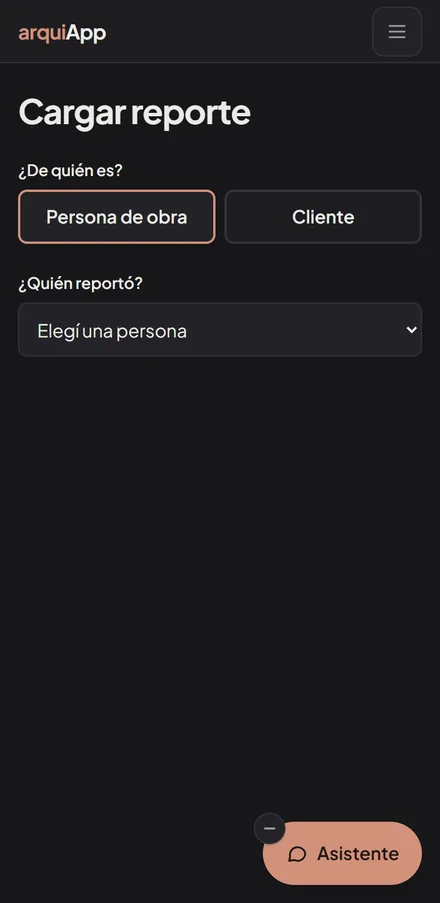 arquiApp
Cargar reporte
¿De quién es?
Persona de obra
Cliente
¿Quién reportó?
Elegí una persona
Asistente